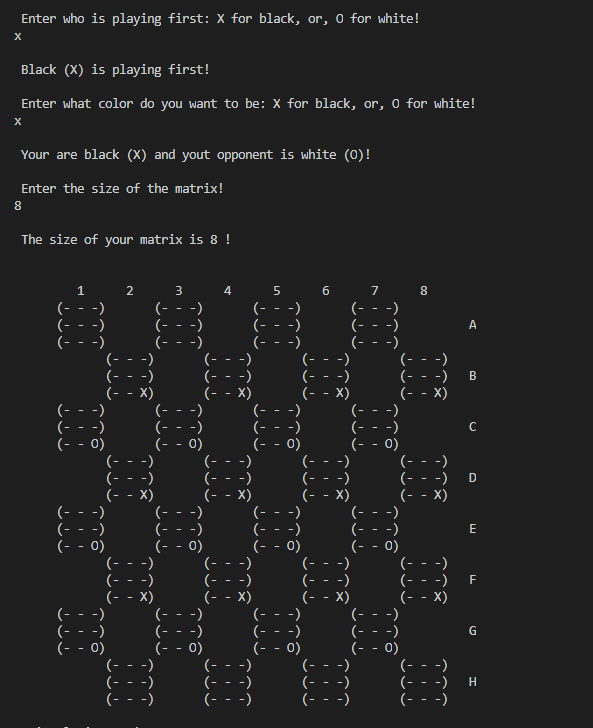 Enter who is playing first: X for black, or, O for white!
x
Black (X) is playing first!
Enter what color do you want to be: X for black, or, O for white!
x
Your are black (X) and yout opponent is white (O)!
Enter the size of the matrix!
8
The size of your matrix is 8 !
1 2 3 4 5 6 7 8
(- - -) (- - -) (- - -) (- - -)
(- - -) (- - -) (- - -) (- - -) A
(- - -) (- - -) (- - -) (- - -)
(- - -) (- - -) (- - -) (- - -)
(- - -) (- - -) (- - -) (- - -) B
(- - X) (- - X) (- - X) (- - X)
(- - -) (- - -) (- - -) (- - -)
(- - -) (- - -) (- - -) (- - -) C
(- - O) (- - O) (- - O) (- - O)
(- - -) (- - -) (- - -) (- - -)
(- - -) (- - -) (- - -) (- - -) D
(- - X) (- - X) (- - X) (- - X)
(- - -) (- - -) (- - -) (- - -)
(- - -) (- - -) (- - -) (- - -) E
(- - O) (- - O) (- - O) (- - O)
(- - -) (- - -) (- - -) (- - -)
(- - -) (- - -) (- - -) (- - -) F
(- - X) (- - X) (- - X) (- - X)
(- - -) (- - -) (- - -) (- - -)
(- - -) (- - -) (- - -) (- - -) G
(- - O) (- - O) (- - O) (- - O)
(- - -) (- - -) (- - -) (- - -)
(- - -) (- - -) (- - -) (- - -) H
(- - -) (- - -) (- - -) (- - -)